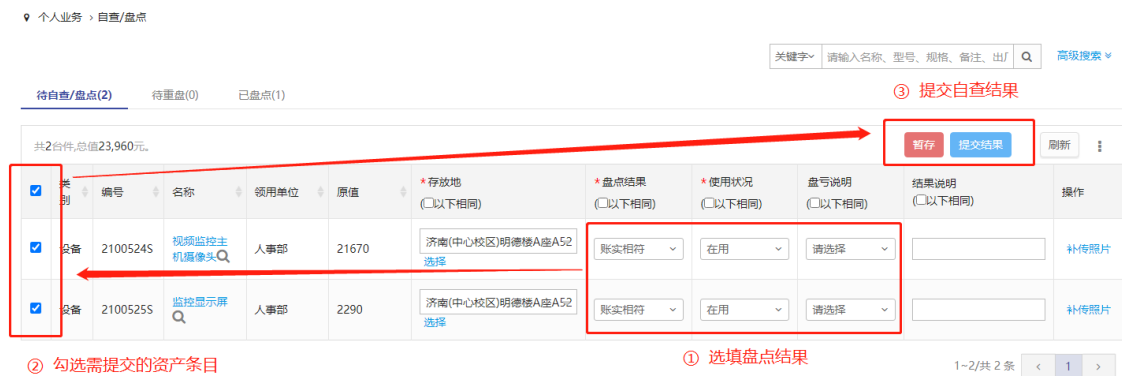 个人业务 > 自查/盘点
关键字 请输入名称、型号、规格、备注、出厂 高级搜索
待自查/盘点(2) 待重盘(0) 已盘点(1)
③ 提交自查结果
共2台件,总值23,960元。 暂存 提交结果 刷新
类别 编号 名称 领用单位 原值 *存放地 *盘点结果 *使用状况 盘亏说明 结果说明 操作
(以下相同) (以下相同) (以下相同) (以下相同) (以下相同)
设备 2100524S 视频监控主机摄像头 人事部 21670 济南(中心校区)明德楼A座A52 账实相符 在用 请选择 补传照片
选择
设备 2100525S 监控显示屏 人事部 2290 济南(中心校区)明德楼A座A52 账实相符 在用 请选择 补传照片
选择
② 勾选需提交的资产条目
① 选填盘点结果
1~2/共 2 条 < 1 >